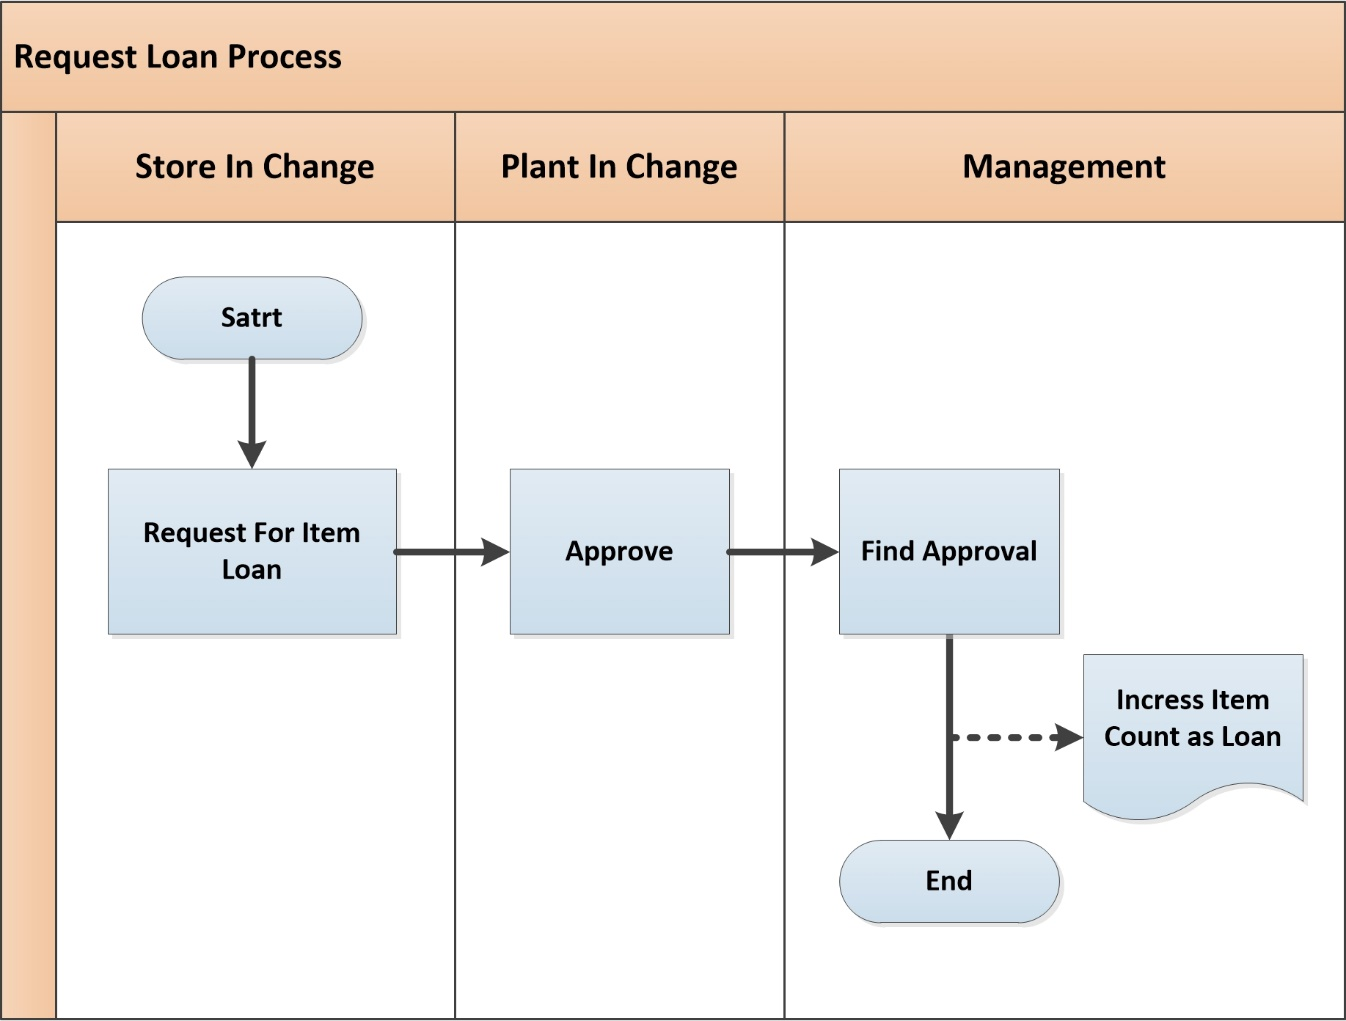 Request Loan Process
Store In Change
Plant In Change
Management
Satrt
Request For Item
Loan
Approve
Find Approval
Incress Item
Count as Loan
End